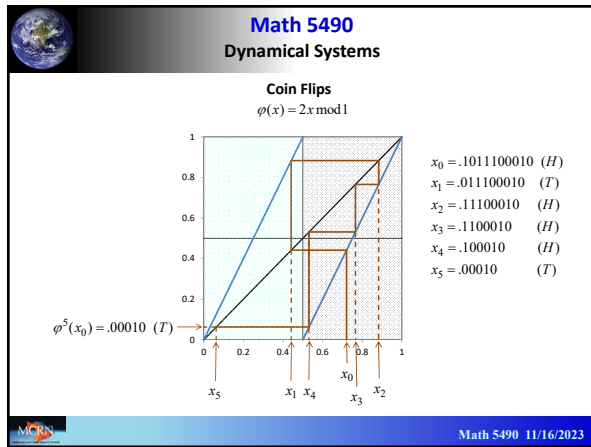 Math 5490
Dynamical Systems
Coin Flips
φ(x) = 2x mod1
1
0.8
0.6
0.4
0.2
0
0 0.2 0.4 0.6 0.8 1
x₀ = .1011100010 (H)
x₁ = .011100010 (T)
x₂ = .11100010 (H)
x₃ = .1100010 (H)
x₄ = .100010 (H)
x₅ = .00010 (T)
φ⁵(x₀) = .00010 (T)
x₅ x₁ x₄ x₀ x₃ x₂
MCRN
Math 5490 11/16/2023